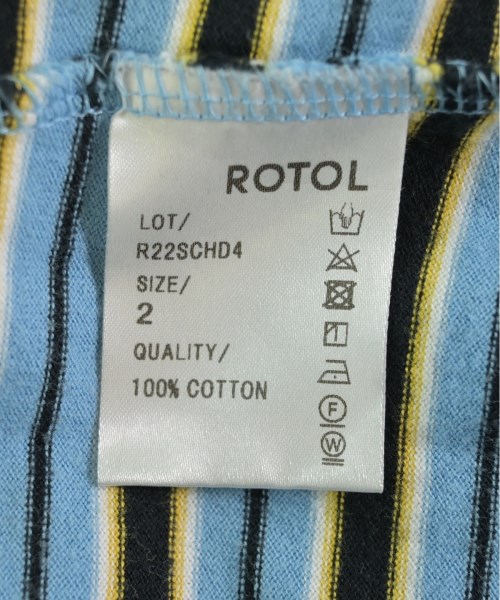 ROTOL
LOT/
R22SCHD4
SIZE/
2
QUALITY/
100% COTTON
F
W